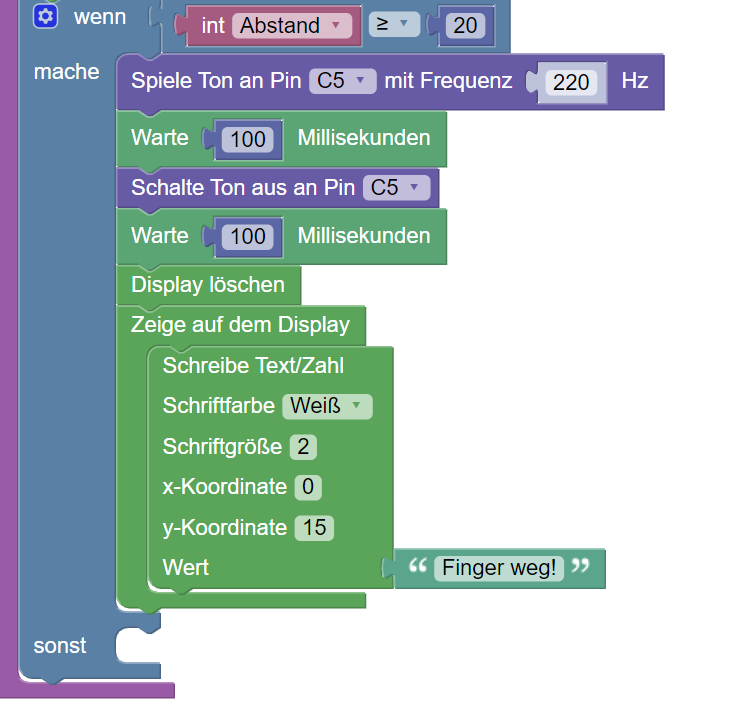 wenn int Abstand ≥ 20
mache Spiele Ton an Pin C5 mit Frequenz 220 Hz
Warte 100 Millisekunden
Schalte Ton aus an Pin C5
Warte 100 Millisekunden
Display löschen
Zeige auf dem Display
Schreibe Text/Zahl
Schriftfarbe Weiß
Schriftgröße 2
x-Koordinate 0
y-Koordinate 15
Wert “ Finger weg! ”
sonst